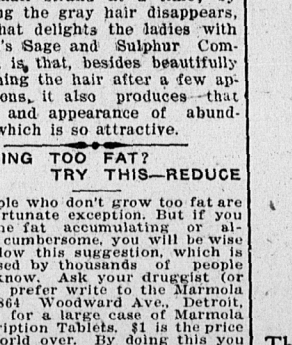 ng the gray hair disappears,
hat delights the ladies with
's Sage and Sulphur Com-
, is, that, besides beautifully
ning the hair after a few ap-
ons, it also produces that
and appearance of abund-
which is so attractive.
ING TOO FAT?
TRY THIS—REDUCE
ple who don't grow too fat are
rtunate exception. But if you
ne fat accumulating or al-
cumbersome, you will be wise
low this suggestion, which is
sed by thousands of people
know. Ask your druggist (or
prefer write to the Marmola
864 Woodward Ave., Detroit,
for a large case of Marmola
ription Tablets. $1 is the price
orld over. By doing this you